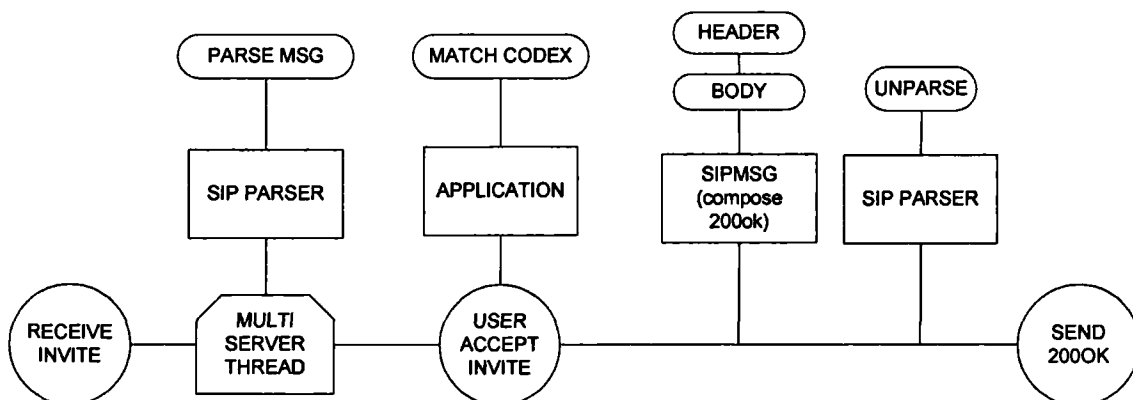 HEADER
PARSE MSG
MATCH CODEX
BODY
UNPARSE
SIP PARSER
APPLICATION
SIPMSG
(compose
200ok)
SIP PARSER
RECEIVE
INVITE
MULTI
SERVER
THREAD
USER
ACCEPT
INVITE
SEND
200OK